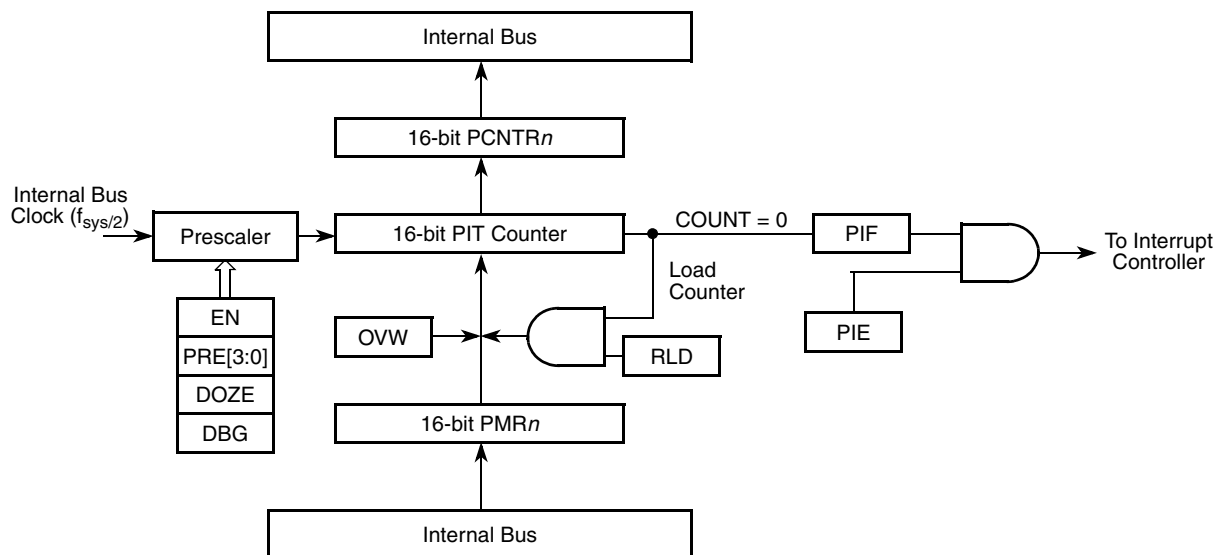 Internal Bus
16-bit PCNTRn
Internal Bus
Clock (fsys/2)
Prescaler
16-bit PIT Counter
COUNT = 0
PIF
To Interrupt
Controller
Load
Counter
EN
PRE[3:0]
DOZE
DBG
OVW
RLD
PIE
16-bit PMRn
Internal Bus